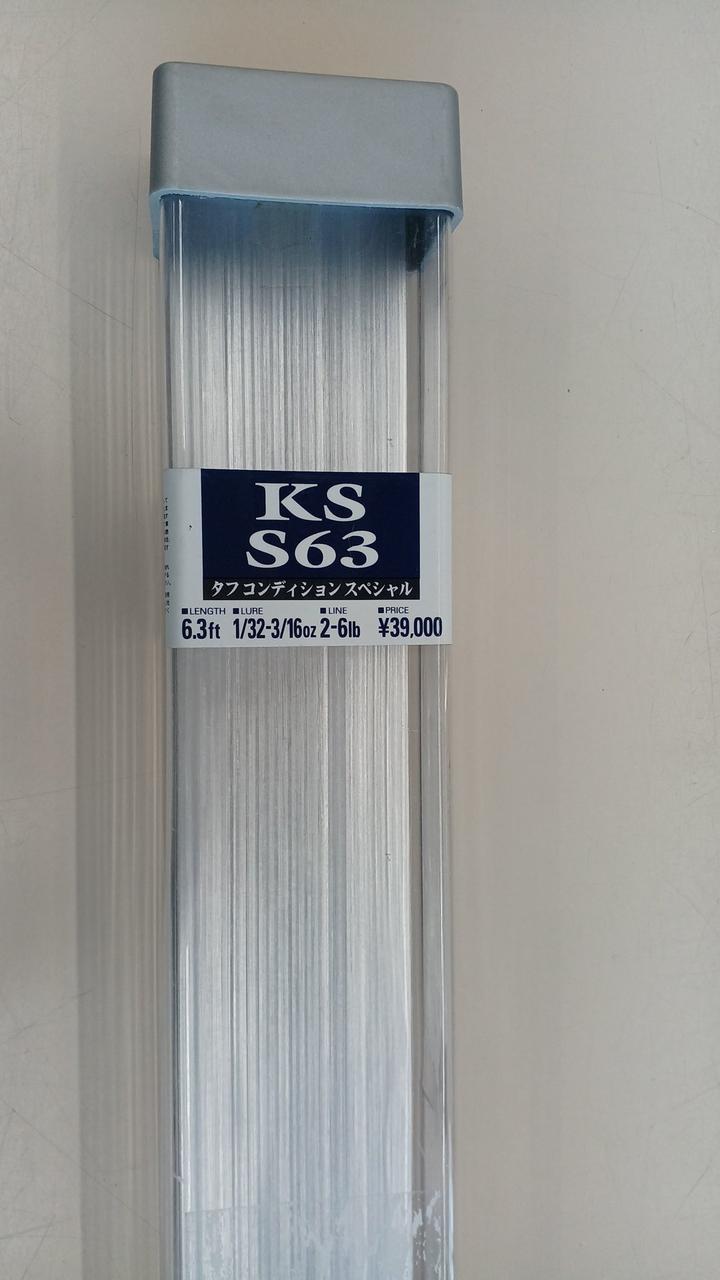 KS
S63
タフコンディションスペシャル
■LENGTH ■LURE ■LINE ■PRICE
6.3ft 1/32-3/16oz 2-6lb ¥39,000